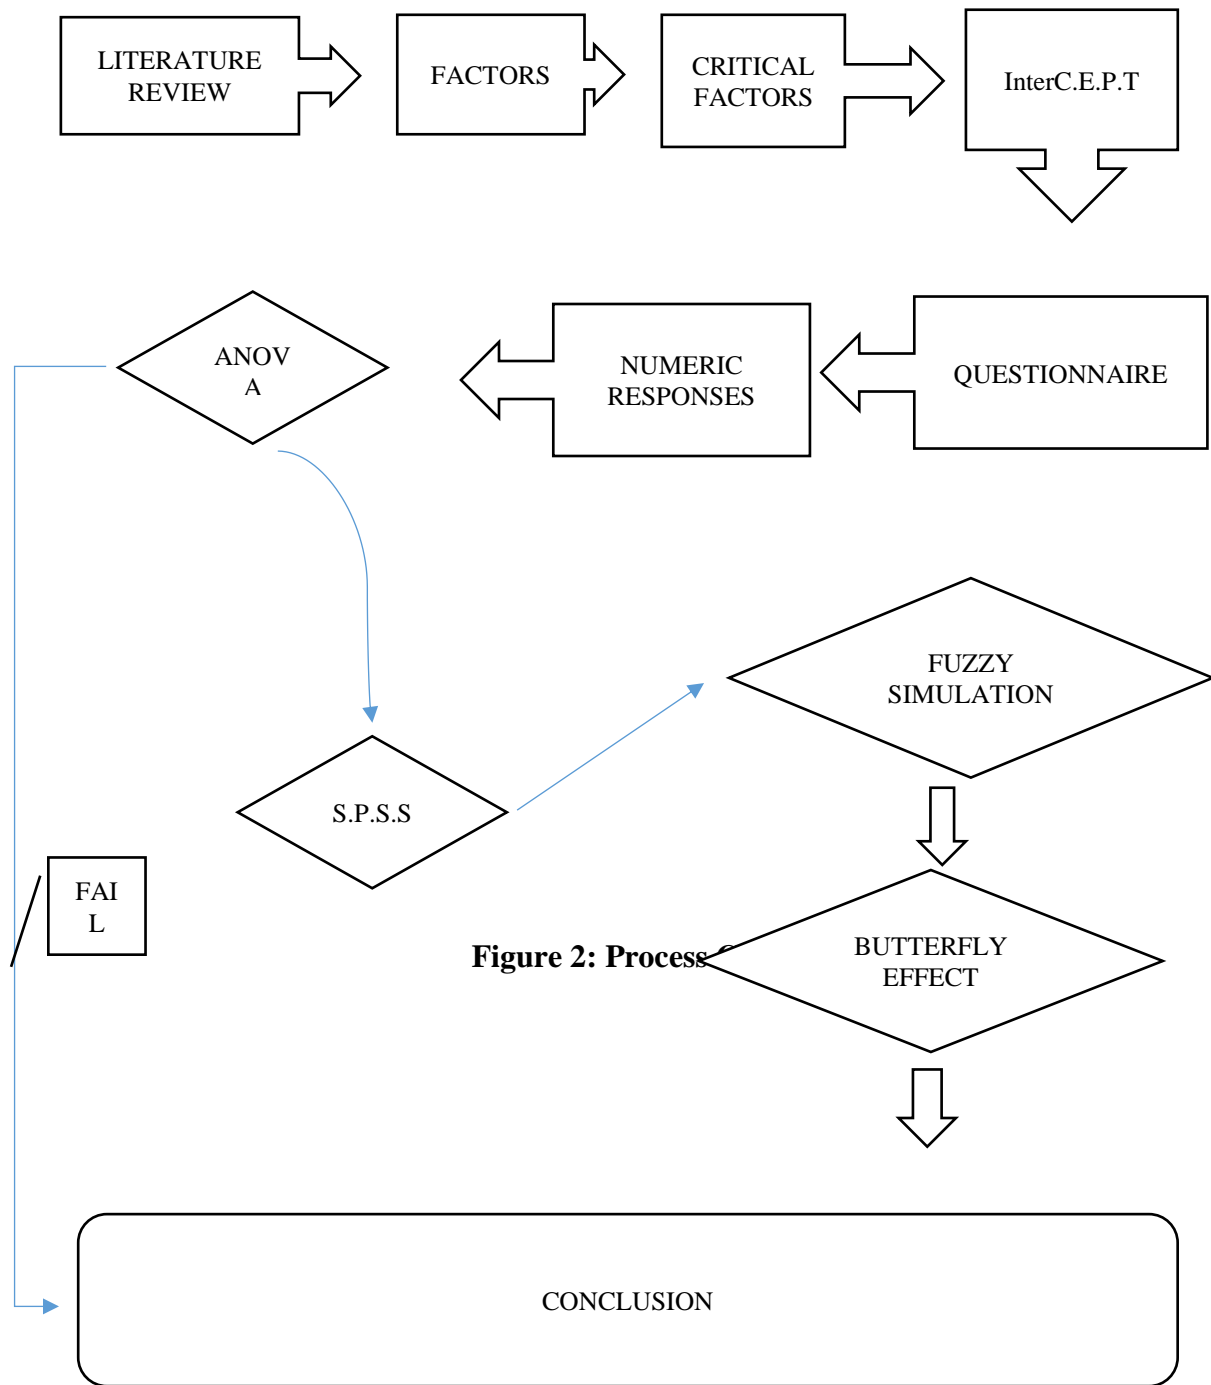 LITERATURE
REVIEW
FACTORS
CRITICAL
FACTORS
InterC.E.P.T
ANOV
A
NUMERIC
RESPONSES
QUESTIONNAIRE
FUZZY
SIMULATION
S.P.S.S
FAI
L
Figure 2: Process
BUTTERFLY
EFFECT
CONCLUSION